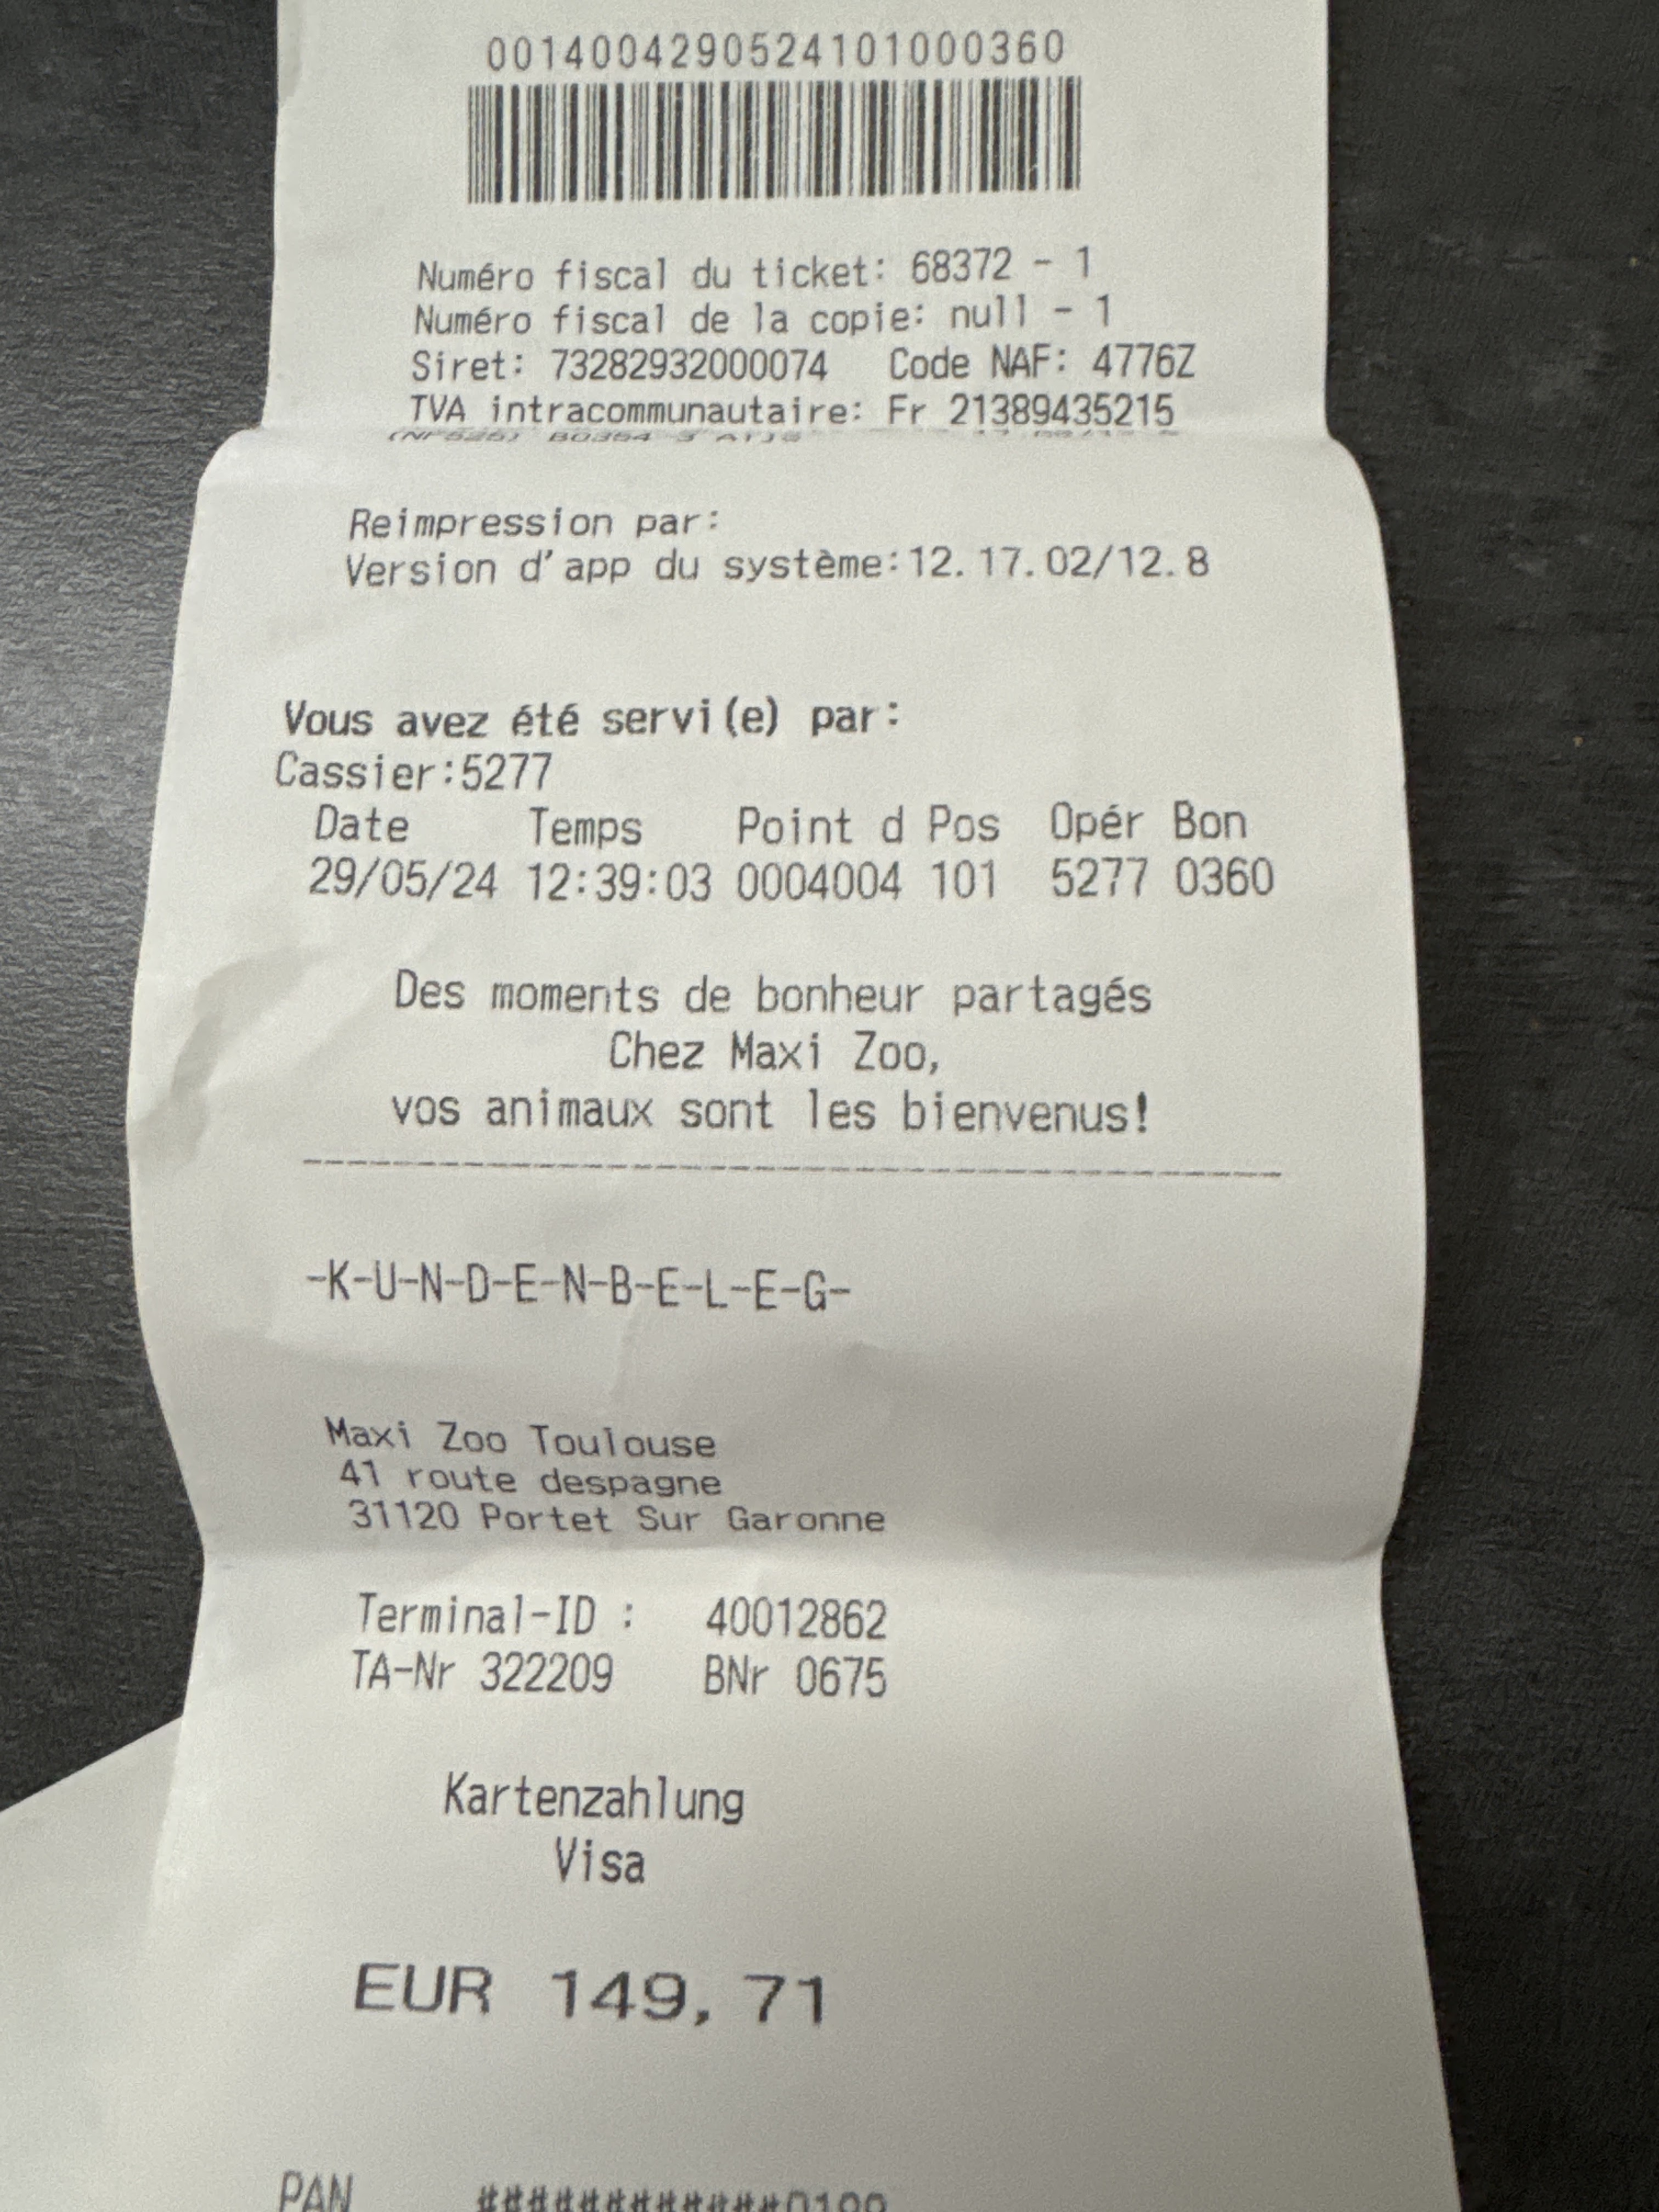 0014004290524101000360
Numéro fiscal du ticket: 68372 - 1
Numéro fiscal de la copie: null - 1
Siret: 73282932000074 Code NAF: 4776Z
TVA intracommunautaire: Fr 21389435215
Reimpression par:
Version d'app du système:12.17.02/12.8
Vous avez été servi(e) par:
Cassier:5277
Date Temps Point d Pos Opér Bon
29/05/24 12:39:03 0004004 101 5277 0360
Des moments de bonheur partagés
Chez Maxi Zoo,
vos animaux sont les bienvenus!
-K-U-N-D-E-N-B-E-L-E-G-
Maxi Zoo Toulouse
41 route despagne
31120 Portet Sur Garonne
Terminal-ID : 40012862
TA-Nr 322209 BNr 0675
Kartenzahlung
Visa
EUR 149,71
PAN